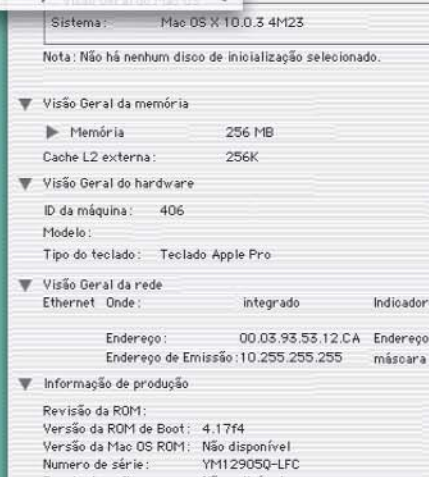 Sistema: Mac OS X 10.0.3 4M23
Nota: Não há nenhum disco de inicialização selecionado.
Visão Geral da memória
Memória 256 MB
Cache L2 externa: 256K
Visão Geral do hardware
ID da máquina: 406
Modelo:
Tipo do teclado: Teclado Apple Pro
Visão Geral da rede
Ethernet Onde: integrado Indicador
Endereço: 00.03.93.53.12.CA Endereço
Endereço de Emissão: 10.255.255.255 máscara
Informação de produção
Revisão da ROM:
Versão da ROM de Boot: 4.17f4
Versão da Mac OS ROM: Não disponível
Numero de série: YM12905Q-LFC